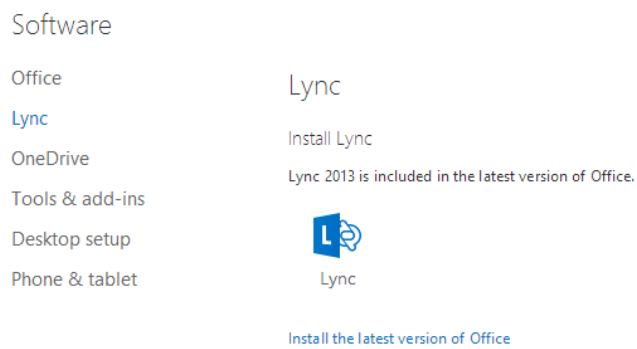 Software
Office
Lync
OneDrive
Tools & add-ins
Desktop setup
Phone & tablet
Lync
Install Lync
Lync 2013 is included in the latest version of Office.
L
Lync
Install the latest version of Office